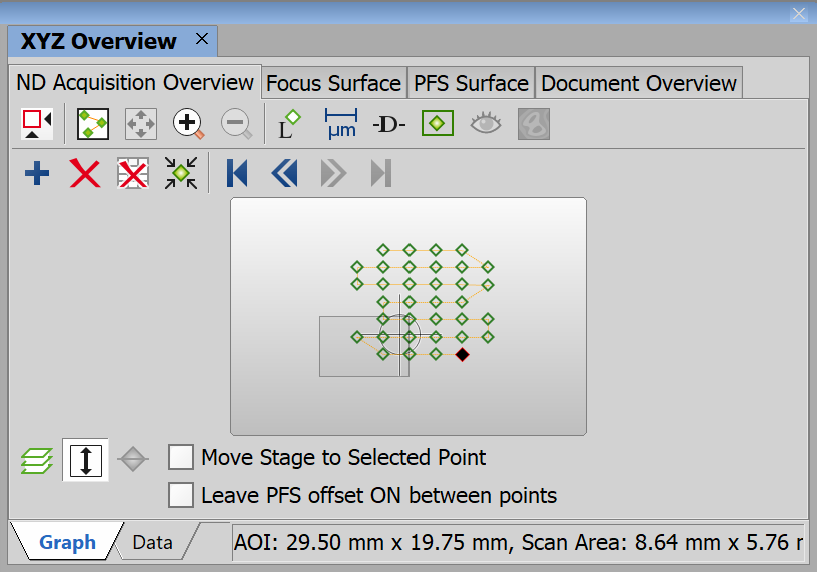 XYZ Overview
ND Acquisition Overview Focus Surface PFS Surface Document Overview
L µm -D-
Move Stage to Selected Point
Leave PFS offset ON between points
Graph Data AOI: 29.50 mm x 19.75 mm, Scan Area: 8.64 mm x 5.76